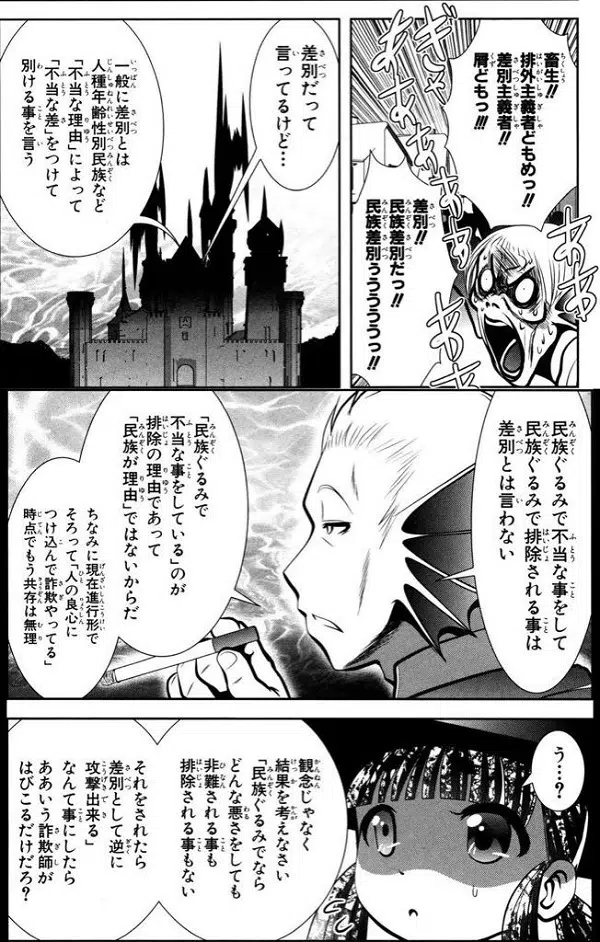 畜生!!
排外主義者どもめっ!!
差別主義者!!
屑どもっ!!!
差別!!
民族差別だっ!!
民族差別うううううっ!!
差別だって
言ってるけど…
一般に差別とは
人種年齢性別民族など
「不当な理由」によって
「不当な差」をつけて
別ける事を言う
民族ぐるみで不当な事をして
民族ぐるみで排除される事は
差別とは言わない
「民族ぐるみで
不当な事をしている」のが
排除の理由であって
「民族が理由」ではないからだ
ちなみに現在進行形で
そろって「人の良心に
つけ込んで詐欺やってる」
時点でもう共存は無理
う…?
観念じゃなく
結果を考えなさい
「民族ぐるみでなら
どんな悪さをしても
非難される事も
排除される事もない
それをされたら
差別として逆に
攻撃出来る」
なんて事にしたら
ああいう詐欺師が
はびこるだけだろ?